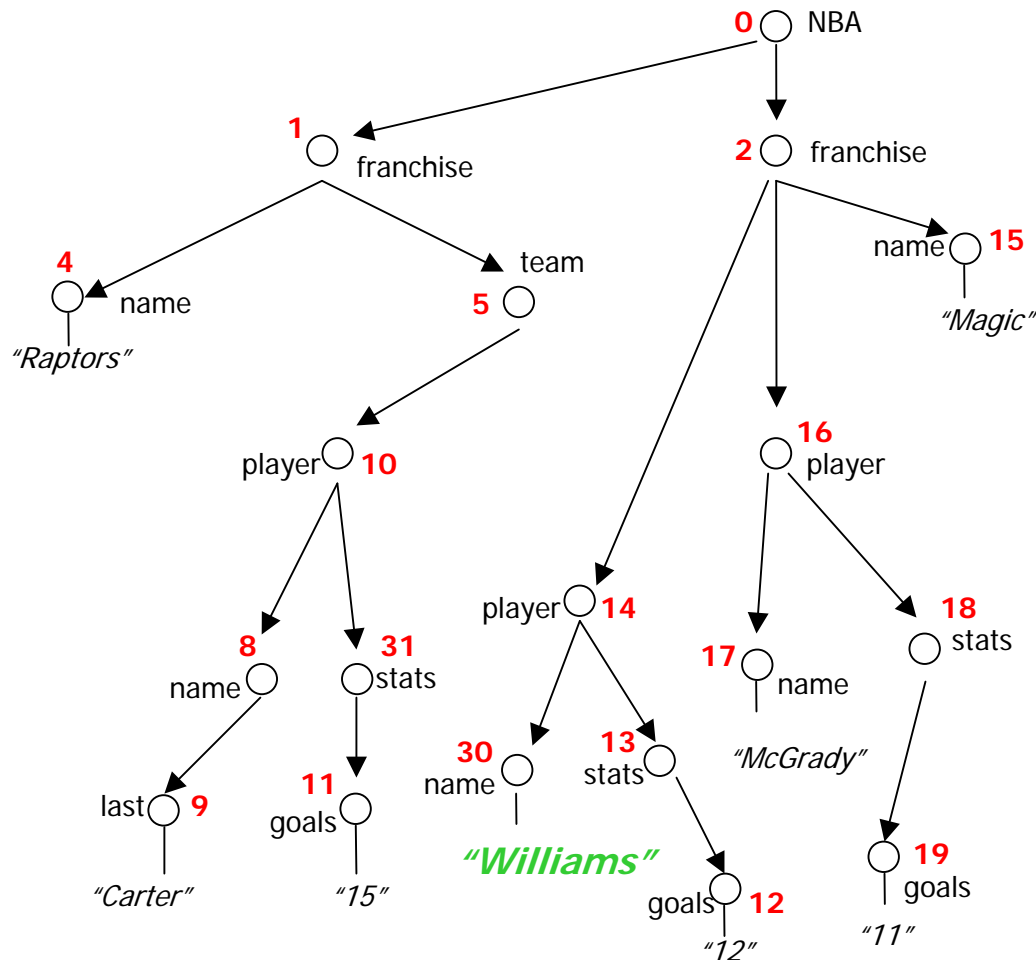 0 NBA
1
franchise
2 franchise
4
name
"Raptors"
team
5
name 15
"Magic"
player 10
16
player
8
name
31
stats
player 14
17 name
18
stats
"McGrady"
last 9
"Carter"
11
goals
"15"
30
name
"Williams"
13
stats
goals 12
"12"
19
goals
"11"